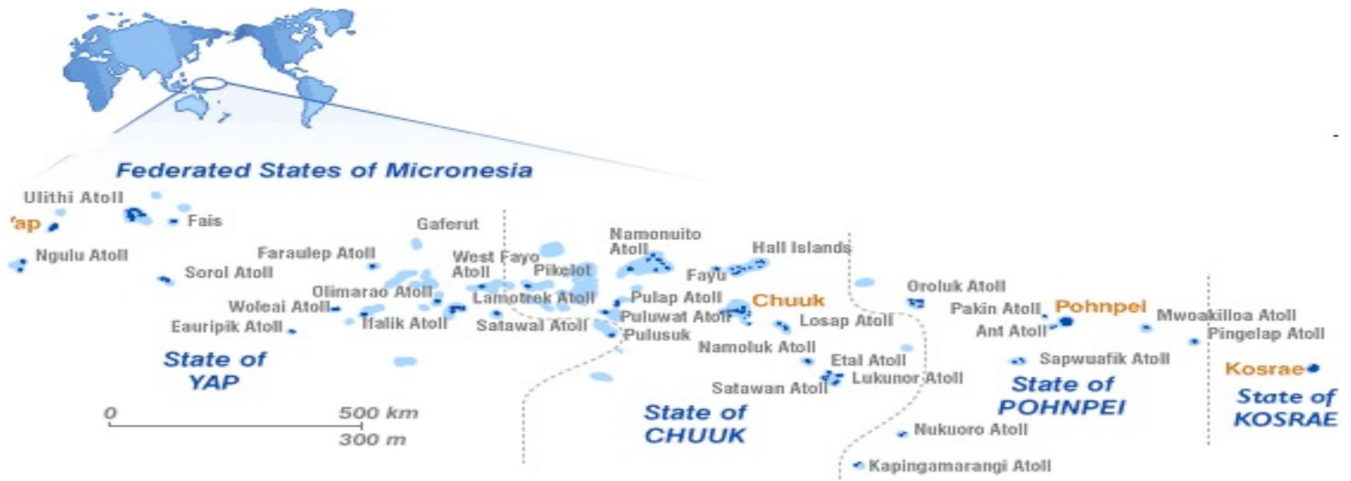 Federated States of Micronesia
Ulithi Atoll
Yap
Fais
Ngulu Atoll
Sorol Atoll
Gaferut
Faraulep Atoll
West Fayo
Atoll
Pikelot
Olimarao Atoll
Woleai Atoll
Lamotrek Atoll
Eauripik Atoll
Ifalik Atoll
Satawal Atoll
State of
YAP
0
500 km
300 m
Namonuito
Atoll
Hall Islands
Fayu
Pulap Atoll
Chuuk
Puluwat Atoll
Losap Atoll
Pulusuk
Namoluk Atoll
Etal Atoll
Satawan Atoll
Lukunor Atoll
State of
CHUUK
Oroluk Atoll
Pakin Atoll
Pohnpei
Mwoakilloa Atoll
Ant Atoll
Pingelap Atoll
Sapwuafik Atoll
State of
POHNPEI
Nukuoro Atoll
Kapingamarangi Atoll
Kosrae
State of
KOSRAE